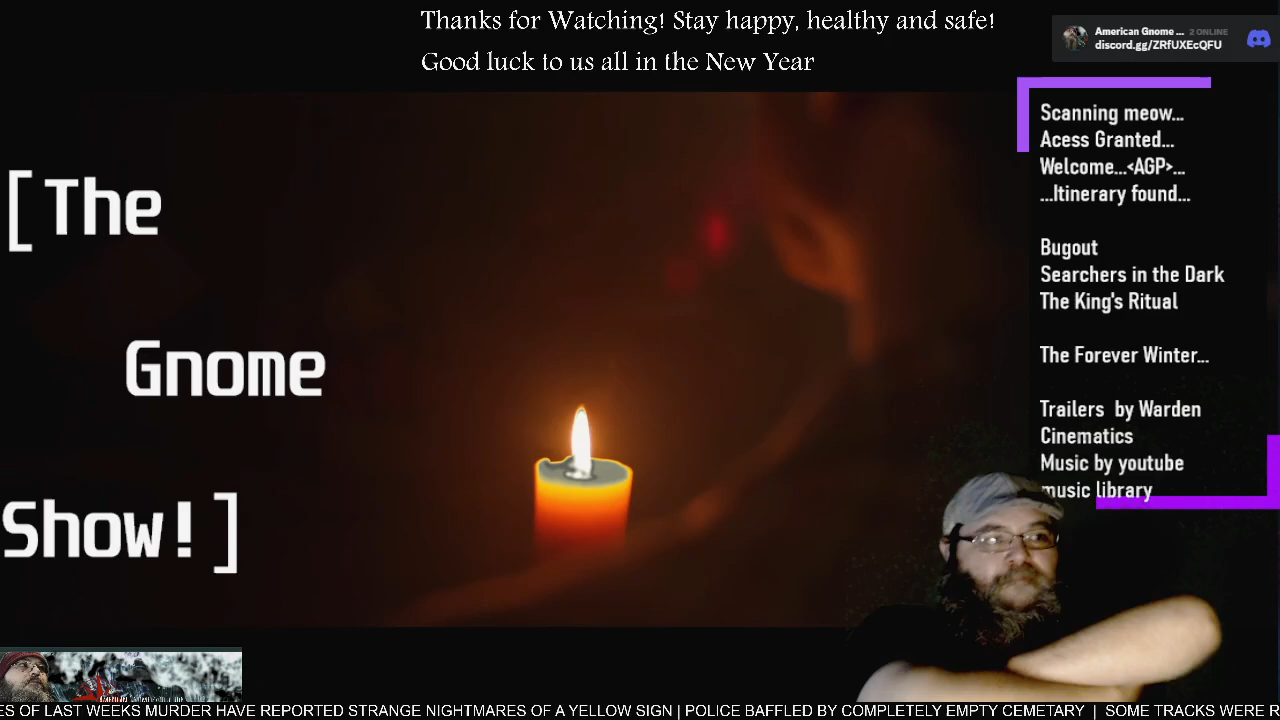 Thanks for Watching! Stay happy, healthy and safe!
Good luck to us all in the New Year
American Gnome ... 2 ONLINE
discord.gg/ZRfUXEcQFU
Scanning meow...
Acess Granted...
Welcome...<AGP>...
...Itinerary found...
Bugout
Searchers in the Dark
The King's Ritual
The Forever Winter...
Trailers by Warden
Cinematics
Music by youtube
music library
[The
Gnome
Show!]
ES OF LAST WEEKS MURDER HAVE REPORTED STRANGE NIGHTMARES OF A YELLOW SIGN | POLICE BAFFLED BY COMPLETELY EMPTY CEMETARY | SOME TRACKS WERE R